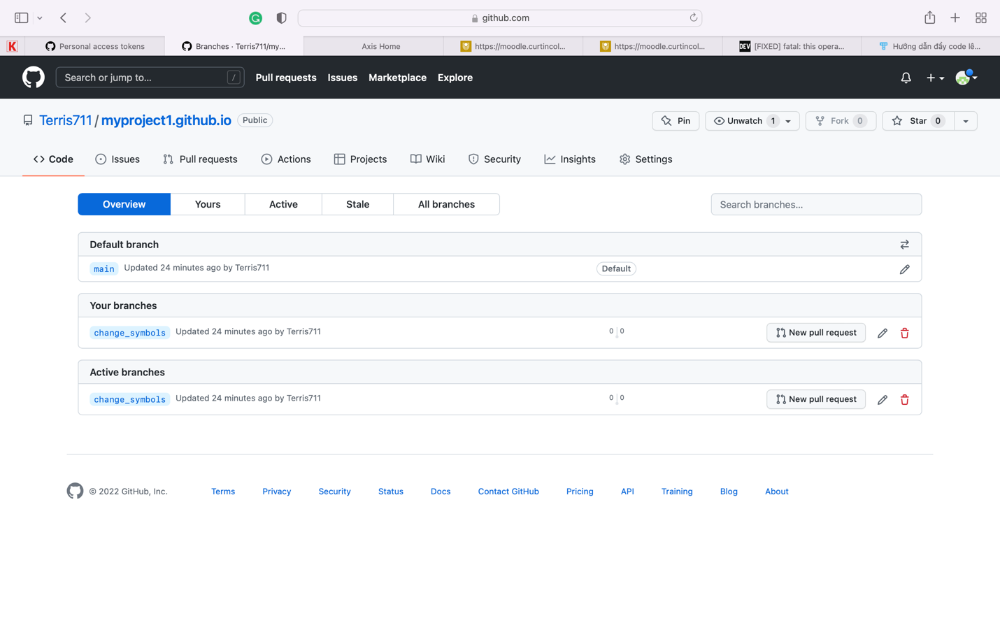 github.com
K
Personal access tokens
Branches · Terris711/my...
Axis Home
https://moodle.curtincol...
https://moodle.curtincol...
DEV [FIXED] fatal: this opera...
Hướng dẫn đẩy code lê...
Search or jump to... /
Pull requests
Issues
Marketplace
Explore
Terris711 / myproject1.github.io Public
Pin
Unwatch 1
Fork 0
Star 0
<> Code
Issues
Pull requests
Actions
Projects
Wiki
Security
Insights
Settings
Overview
Yours
Active
Stale
All branches
Search branches...
Default branch
main Updated 24 minutes ago by Terris711 Default
Your branches
change_symbols Updated 24 minutes ago by Terris711 0 0 New pull request
Active branches
change_symbols Updated 24 minutes ago by Terris711 0 0 New pull request
© 2022 GitHub, Inc.
Terms
Privacy
Security
Status
Docs
Contact GitHub
Pricing
API
Training
Blog
About